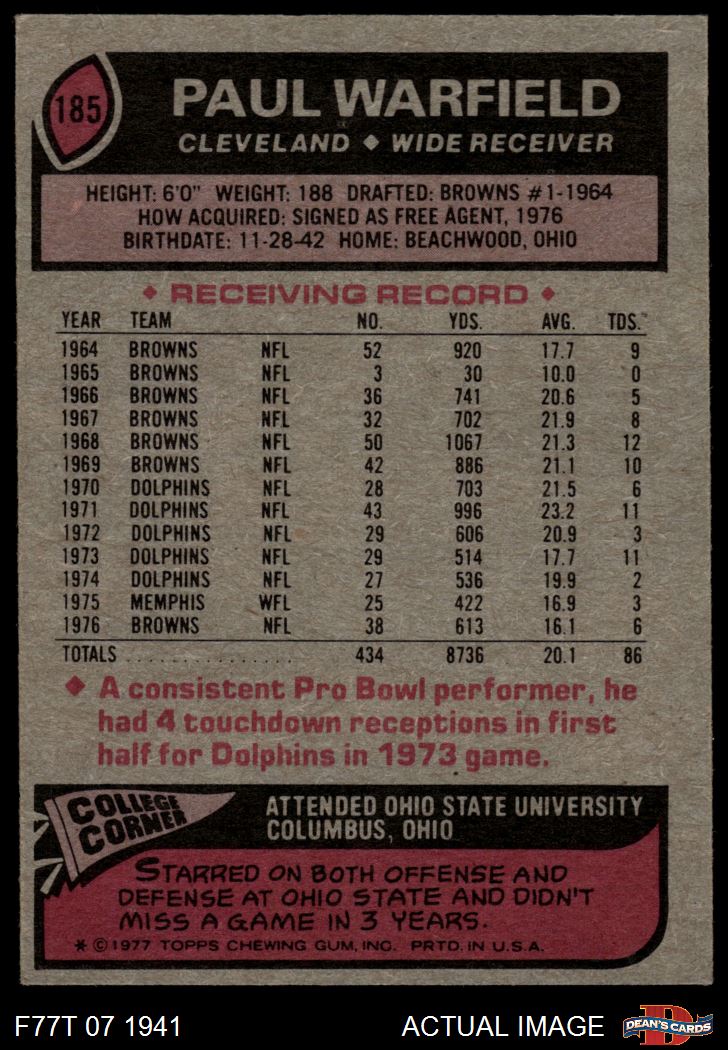 185
PAUL WARFIELD
CLEVELAND ◆ WIDE RECEIVER
HEIGHT: 6'0" WEIGHT: 188 DRAFTED: BROWNS #1-1964
HOW ACQUIRED: SIGNED AS FREE AGENT, 1976
BIRTHDATE: 11-28-42 HOME: BEACHWOOD, OHIO
◆ RECEIVING RECORD ◆
YEAR TEAM NO. YDS. AVG. TDS.
1964 BROWNS NFL 52 920 17.7 9
1965 BROWNS NFL 3 30 10.0 0
1966 BROWNS NFL 36 741 20.6 5
1967 BROWNS NFL 32 702 21.9 8
1968 BROWNS NFL 50 1067 21.3 12
1969 BROWNS NFL 42 886 21.1 10
1970 DOLPHINS NFL 28 703 21.5 6
1971 DOLPHINS NFL 43 996 23.2 11
1972 DOLPHINS NFL 29 606 20.9 3
1973 DOLPHINS NFL 29 514 17.7 11
1974 DOLPHINS NFL 27 536 19.9 2
1975 MEMPHIS WFL 25 422 16.9 3
1976 BROWNS NFL 38 613 16.1 6
TOTALS . . . . . . . . . . . . . . . . 434 8736 20.1 86
◆ A consistent Pro Bowl performer, he
had 4 touchdown receptions in first
half for Dolphins in 1973 game.
COLLEGE
CORNER
ATTENDED OHIO STATE UNIVERSITY
COLUMBUS, OHIO
STARRED ON BOTH OFFENSE AND
DEFENSE AT OHIO STATE AND DIDN'T
MISS A GAME IN 3 YEARS.
* © 1977 TOPPS CHEWING GUM, INC. PRTD. IN U.S.A.
F77T 07 1941 ACTUAL IMAGE
D
DEAN'S CARDS